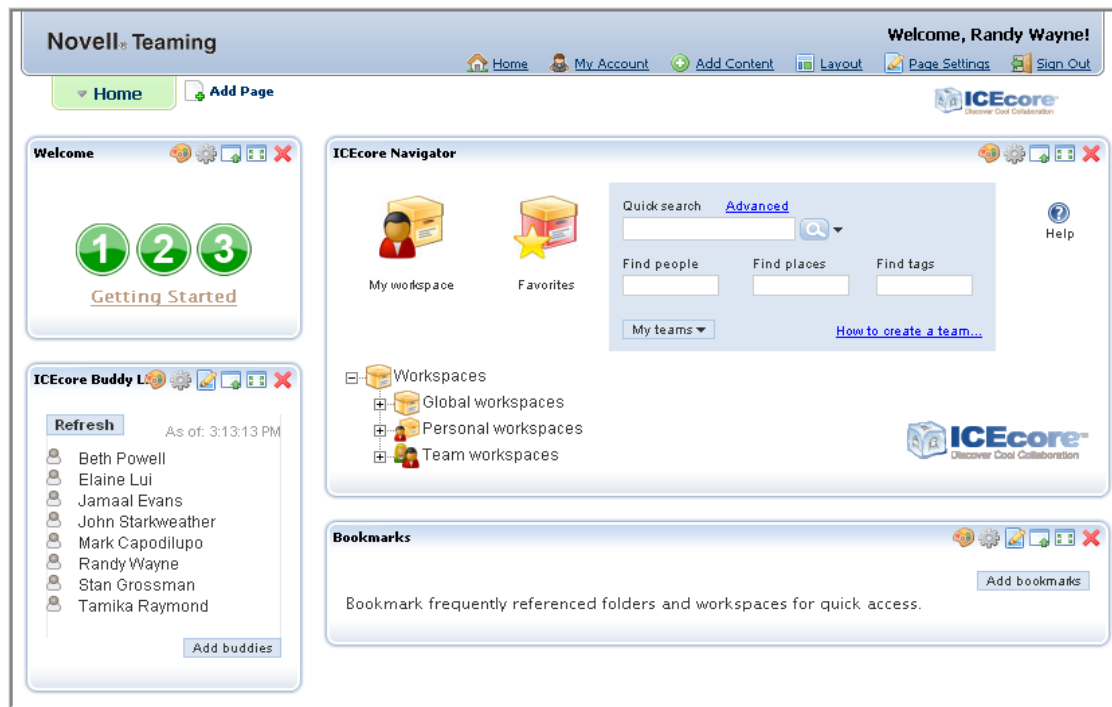 Novell® Teaming
Welcome, Randy Wayne!
Home My Account Add Content Layout Page Settings Sign Out
Home Add Page
ICEcore
Discover Cool Collaboration
Welcome
1 2 3
Getting Started
ICEcore Navigator
My workspace Favorites
Quick search Advanced
Find people Find places Find tags
My teams How to create a team...
Help
Workspaces
Global workspaces
Personal workspaces
Team workspaces
ICEcore
Discover Cool Collaboration
ICEcore Buddy L
Refresh As of: 3:13:13 PM
Beth Powell
Elaine Lui
Jamaal Evans
John Starkweather
Mark Capodilupo
Randy Wayne
Stan Grossman
Tamika Raymond
Add buddies
Bookmarks
Add bookmarks
Bookmark frequently referenced folders and workspaces for quick access.